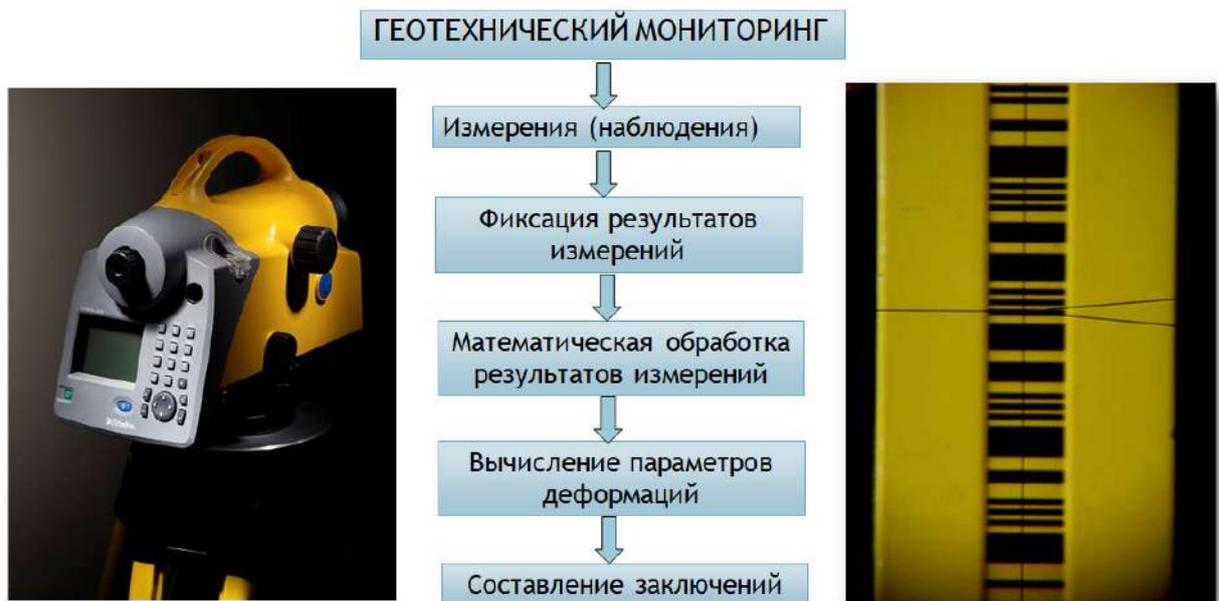 ГЕОТЕХНИЧЕСКИЙ МОНИТОРИНГ
Измерения (наблюдения)
Фиксация результатов
измерений
Математическая обработка
результатов измерений
Вычисление параметров
деформаций
Составление заключений